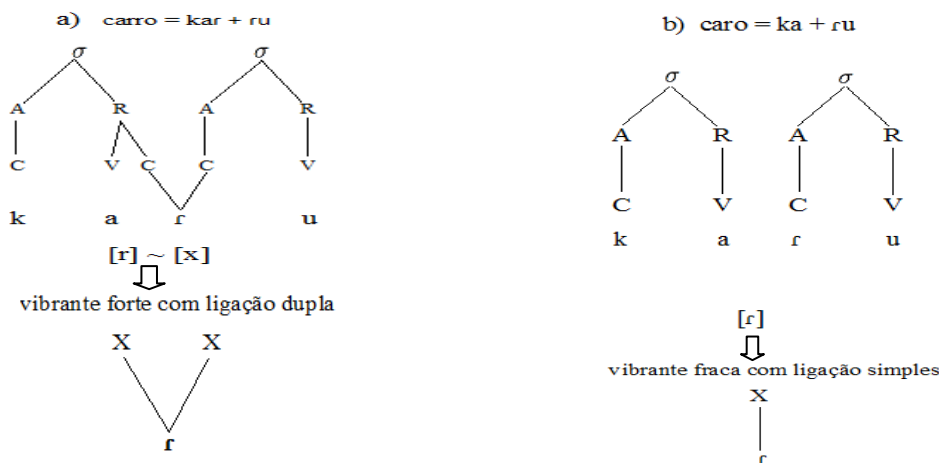 a) carro = kaɾ + ɾu
σ σ
A R A R
C V C C V
k a ɾ u
[r] ~ [x]
vibrante forte com ligação dupla
X X
ɾ
b) caro = ka + ɾu
σ σ
A R A R
C V C V
k a ɾ u
[ɾ]
vibrante fraca com ligação simples
X
ɾ